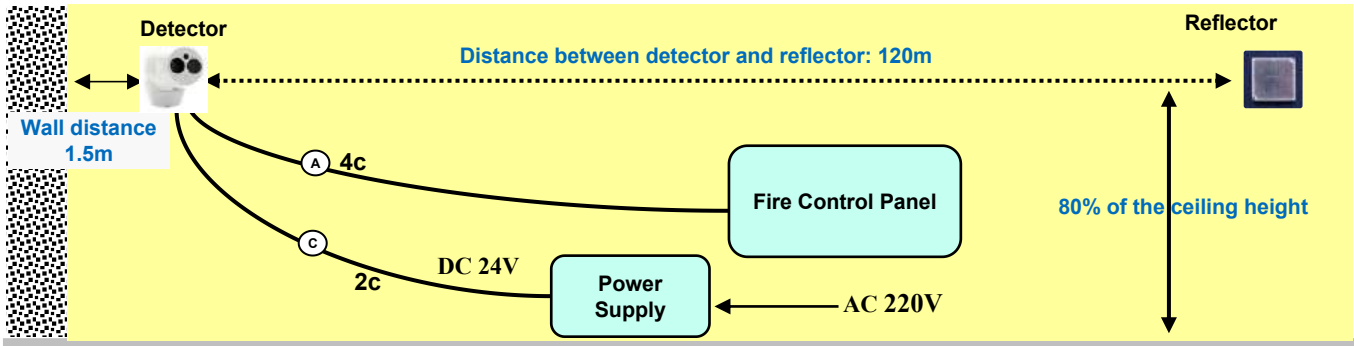 Detector
Reflector
Distance between detector and reflector: 120m
Wall distance
1.5m
A
4c
Fire Control Panel
80% of the ceiling height
C
2c
DC 24V
Power
Supply
AC 220V